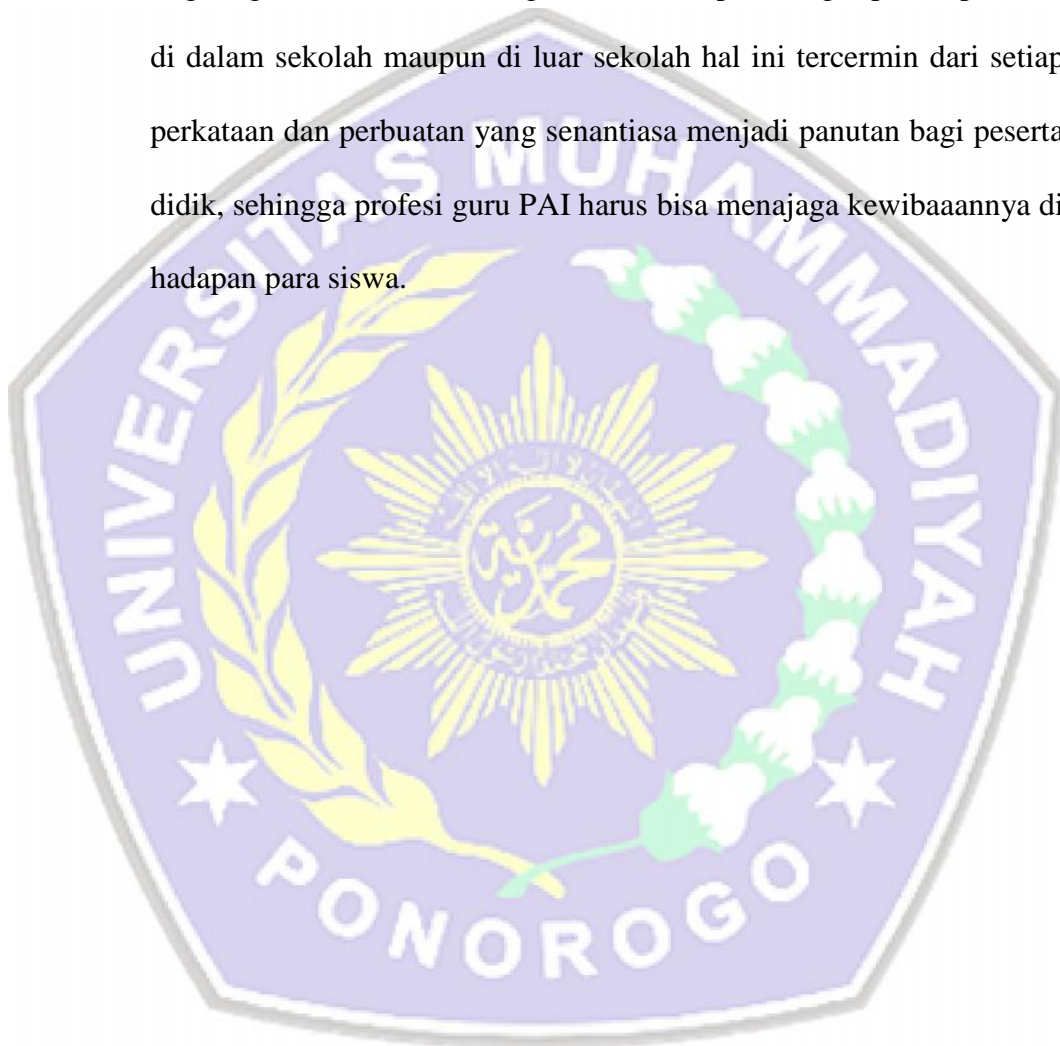 di dalam sekolah maupun di luar sekolah hal ini tercermin dari setiap
perkataan dan perbuatan yang senantiasa menjadi panutan bagi peserta
didik, sehingga profesi guru PAI harus bisa menajaga kewibaaannya di
hadapan para siswa.
UNIVERSITAS MUHAMMADIYAH
PONOROGO